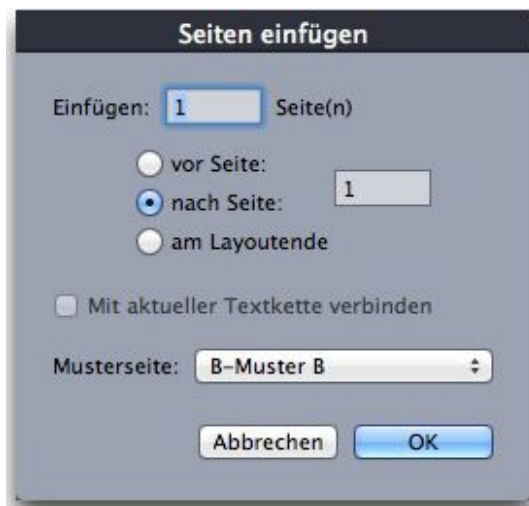 Seiten einfügen
Einfügen: 1 Seite(n)
vor Seite:
nach Seite: 1
am Layoutende
Mit aktueller Textkette verbinden
Musterseite: B-Muster B
Abbrechen OK